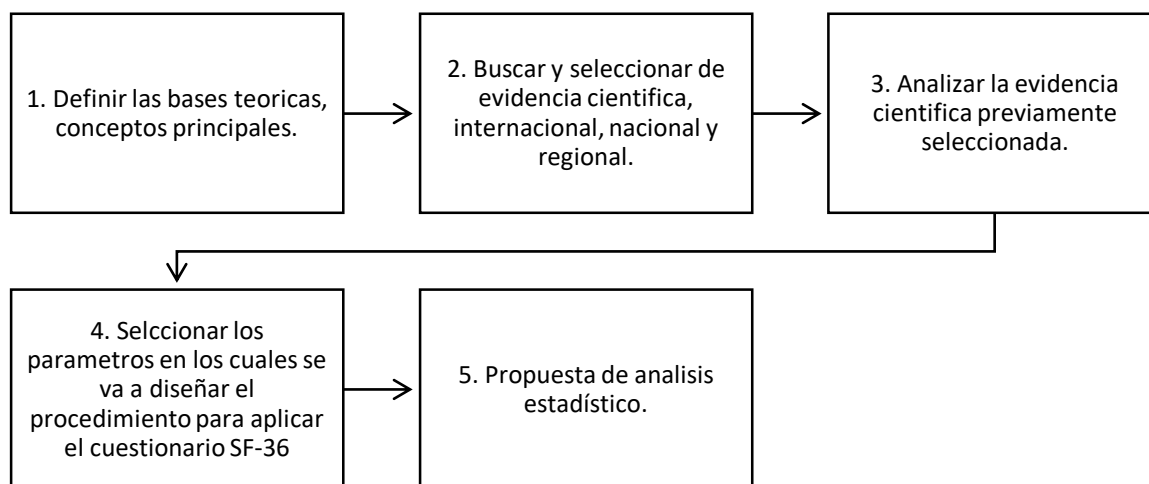 1. Definir las bases teoricas,
conceptos principales.
2. Buscar y seleccionar de
evidencia cientifica,
internacional, nacional y
regional.
3. Analizar la evidencia
cientifica previamente
seleccionada.
4. Selccionar los
parametros en los cuales se
va a diseñar el
procedimiento para aplicar
el cuestionario SF-36
5. Propuesta de analisis
estadístico.